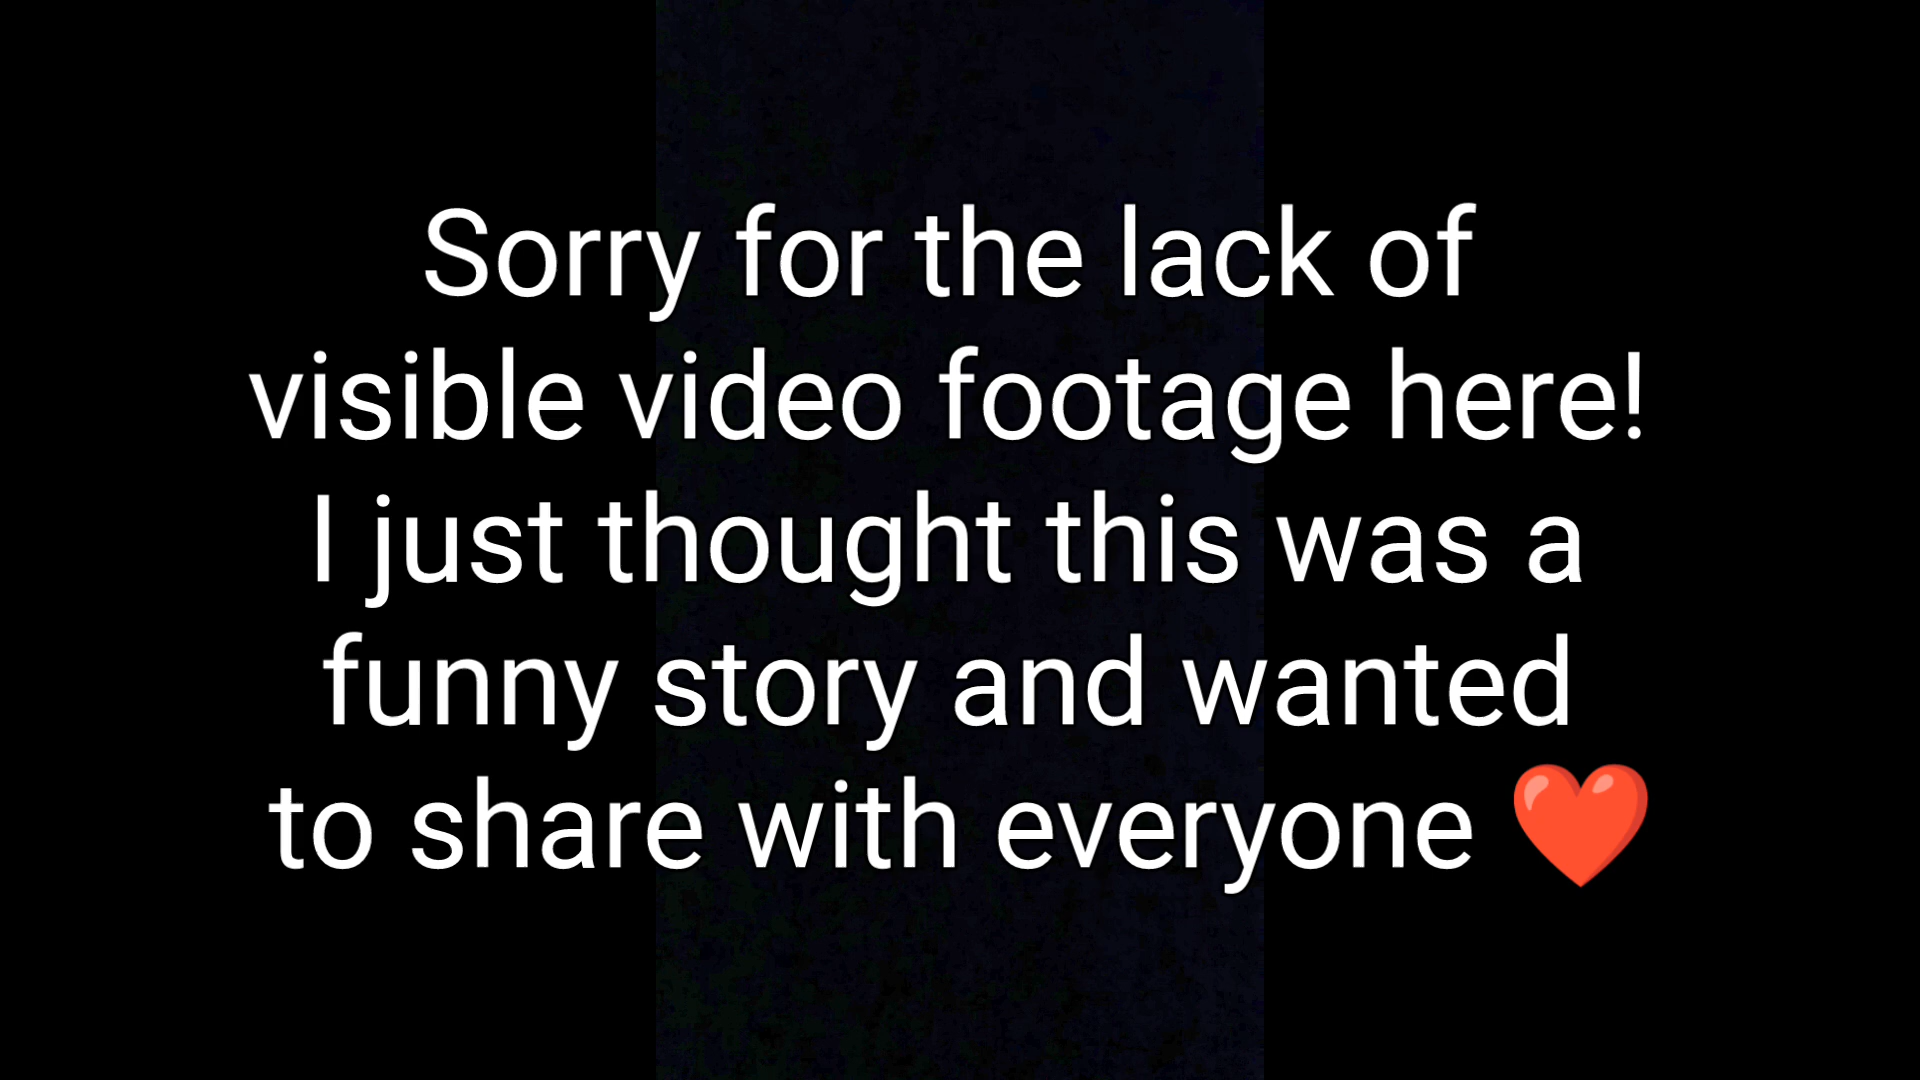 Sorry for the lack of
visible video footage here!
I just thought this was a
funny story and wanted
to share with everyone ❤️